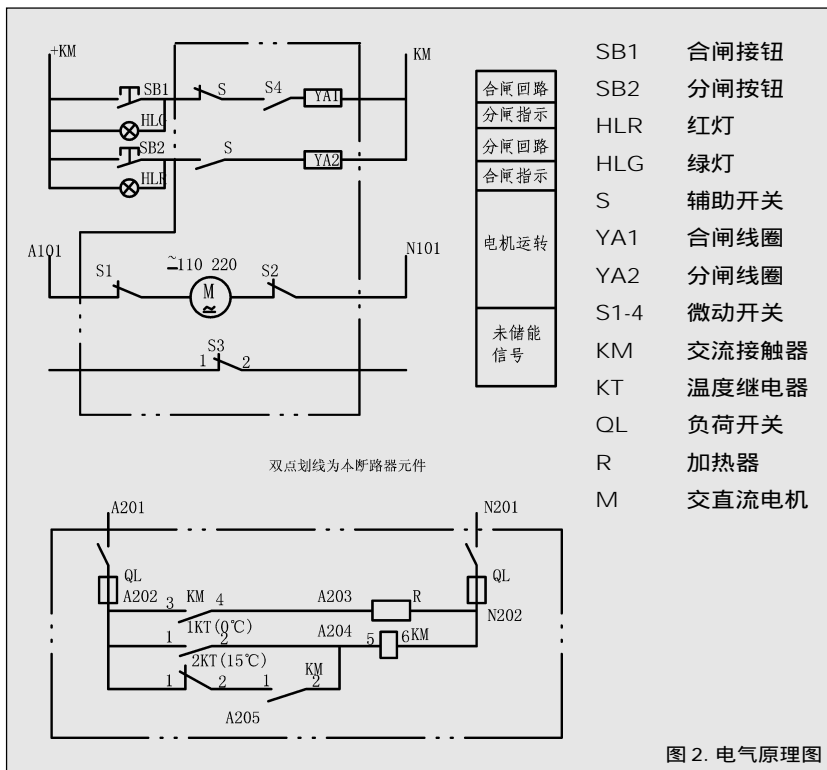 +KM
KM
SB1
S
S4
YA1
HLG
SB2
S
YA2
HLR
A101
N101
S1
~110 220
S2
M
S3
1 2
合闸回路
分闸指示
分闸回路
合闸指示
电机运转
未储能
信号
SB1 合闸接钮
SB2 分闸按钮
HLR 红灯
HLG 绿灯
S 辅助开关
YA1 合闸线圈
YA2 分闸线圈
S1-4 微动开关
KM 交流接触器
KT 温度继电器
QL 负荷开关
R 加热器
M 交直流电机
双点划线为本断路器元件
A201
N201
QL
QL
A202
3 KM 4
A203
R
N202
1KT(0℃)
1 2
A204
5 6 KM
2KT(15℃)
1 2
1 KM 2
A205
图 2. 电气原理图